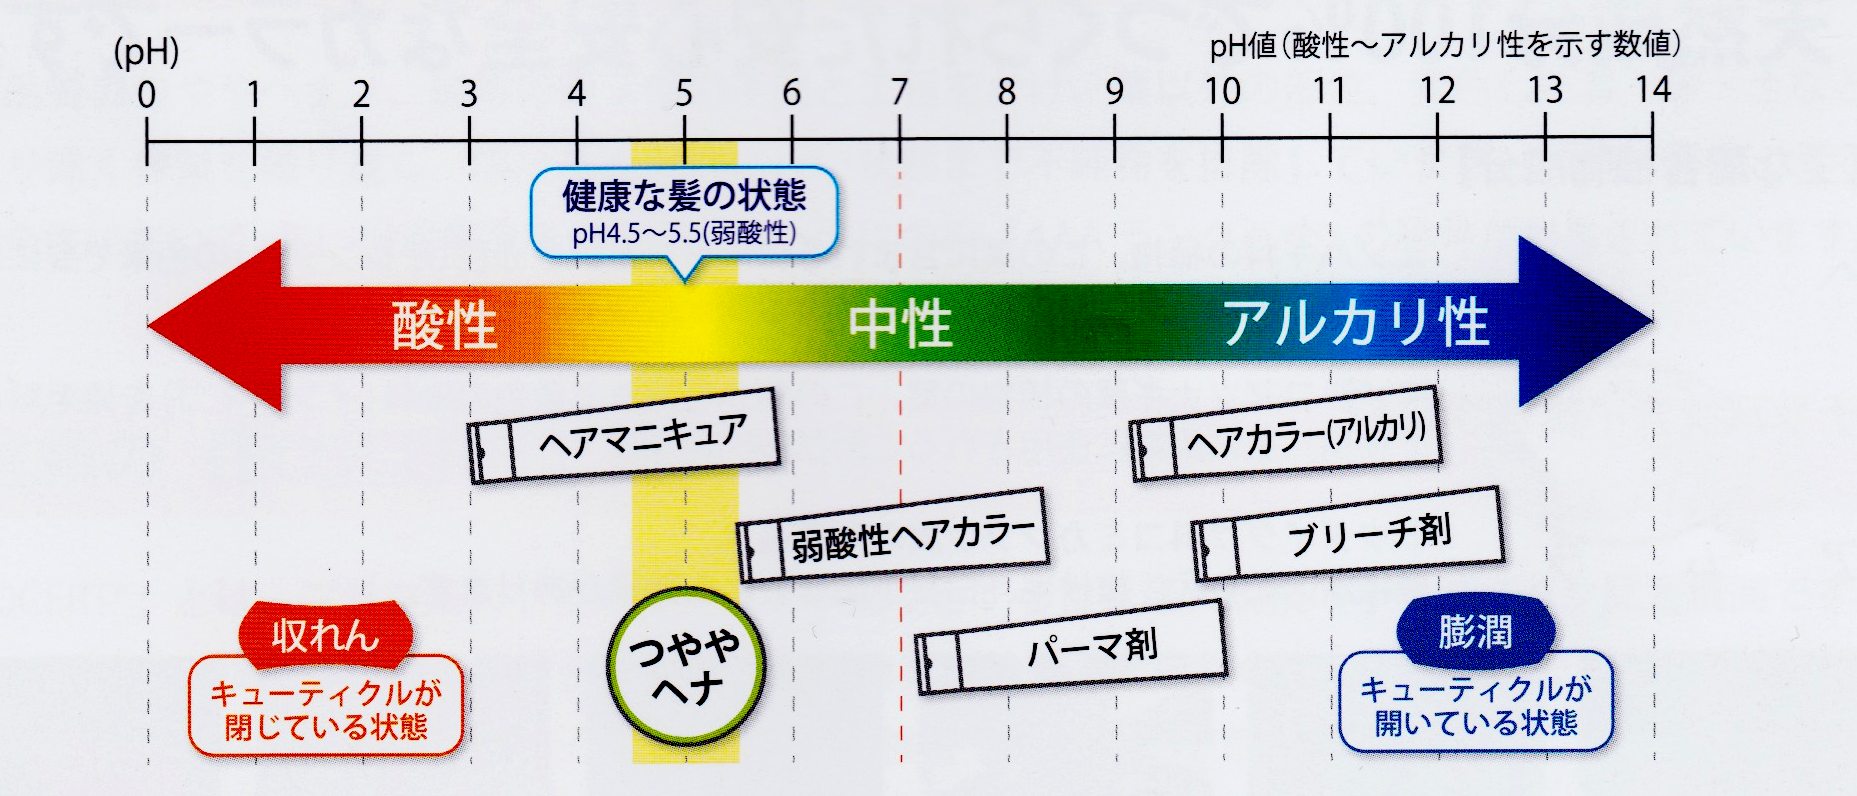 (pH)
pH値（酸性～アルカリ性を示す数値）
0 1 2 3 4 5 6 7 8 9 10 11 12 13 14
健康な髪の状態
pH4.5～5.5(弱酸性)
酸性 中性 アルカリ性
ヘアマニキュア
ヘアカラー(アルカリ)
弱酸性ヘアカラー
ブリーチ剤
つやや
ヘナ
パーマ剤
収れん
キューティクルが
閉じている状態
膨潤
キューティクルが
開いている状態